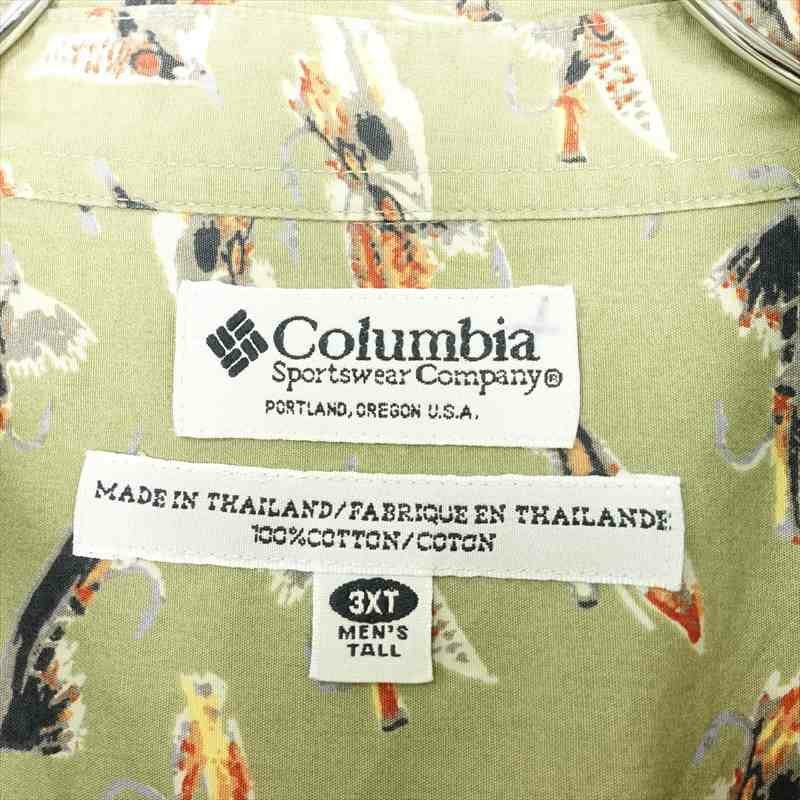 Columbia
Sportswear Company®
PORTLAND, OREGON U.S.A.
MADE IN THAILAND/FABRIQUE EN THAILANDE
100%COTTON/COTON
3XT
MEN'S
TALL